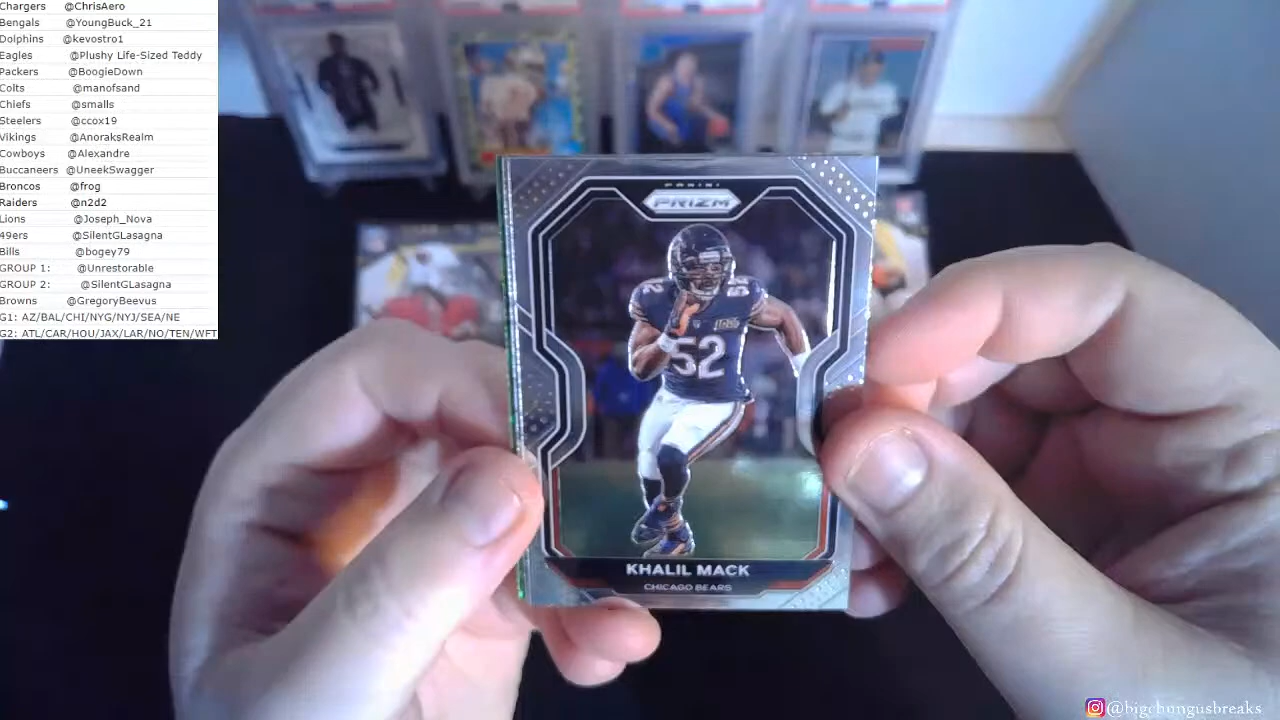 Chargers @ChrisAero
Bengals @YoungBuck_21
Dolphins @kevostro1
Eagles @Plushy Life-Sized Teddy
Packers @BoogieDown
Colts @manofsand
Chiefs @smalls
Steelers @ccox19
Vikings @AnoraksRealm
Cowboys @Alexandre
Buccaneers @UneekSwagger
Broncos @frog
Raiders @n2d2
Lions @Joseph_Nova
49ers @SilentGLasagna
Bills @bogey79
GROUP 1: @Unrestorable
GROUP 2: @SilentGLasagna
Browns @GregoryBeevus
G1: AZ/BAL/CHI/NYG/NYJ/SEA/NE
G2: ATL/CAR/HOU/JAX/LAR/NO/TEN/WFT
PANINI
PRIZM
52
52
52
100
KHALIL MACK
CHICAGO BEARS
@bigchungusbreaks